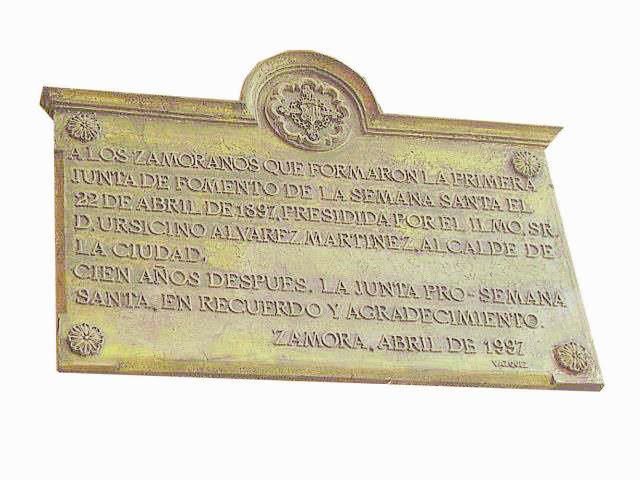 A LOS ZAMORANOS QUE FORMARON LA PRIMERA
JUNTA DE FOMENTO DE LA SEMANA SANTA EL
22 DE ABRIL DE 1897, PRESIDIDA POR EL ILMO. SR.
D. URSICINO ALVAREZ MARTINEZ, ALCALDE DE
LA CIUDAD.
CIEN AÑOS DESPUES, LA JUNTA PRO-SEMANA
SANTA, EN RECUERDO Y AGRADECIMIENTO.
ZAMORA, ABRIL DE 1997
VAZQUEZ